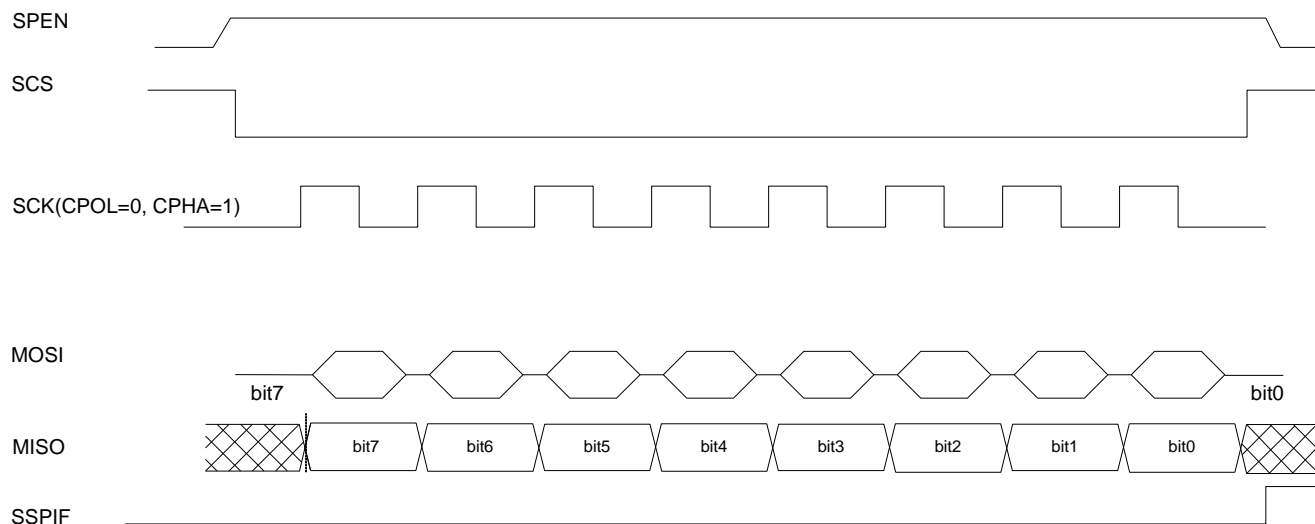 SPEN
SCS
SCK(CPOL=0, CPHA=1)
MOSI
bit7 bit0
MISO bit7 bit6 bit5 bit4 bit3 bit2 bit1 bit0
SSPIF